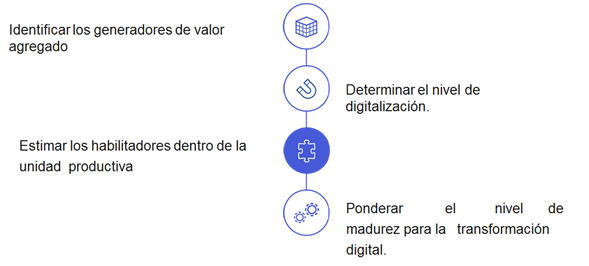 Identificar los generadores de valor
agregado
Determinar el nivel de
digitalización.
Estimar los habilitadores dentro de la
unidad productiva
Ponderar el nivel de
madurez para la transformación
digital.